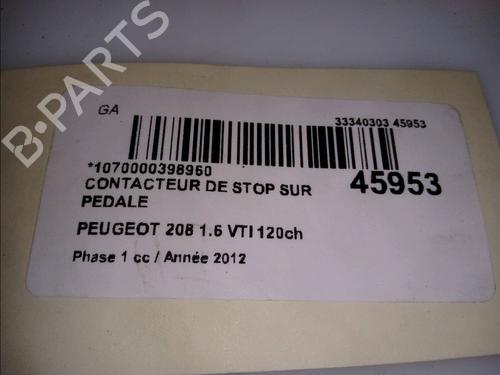 B-PARTS
GA
33340303 45953
*1070000398960
CONTACTEUR DE STOP SUR
PEDALE
45953
PEUGEOT 208 1.6 VTI 120ch
Phase 1 cc / Année 2012